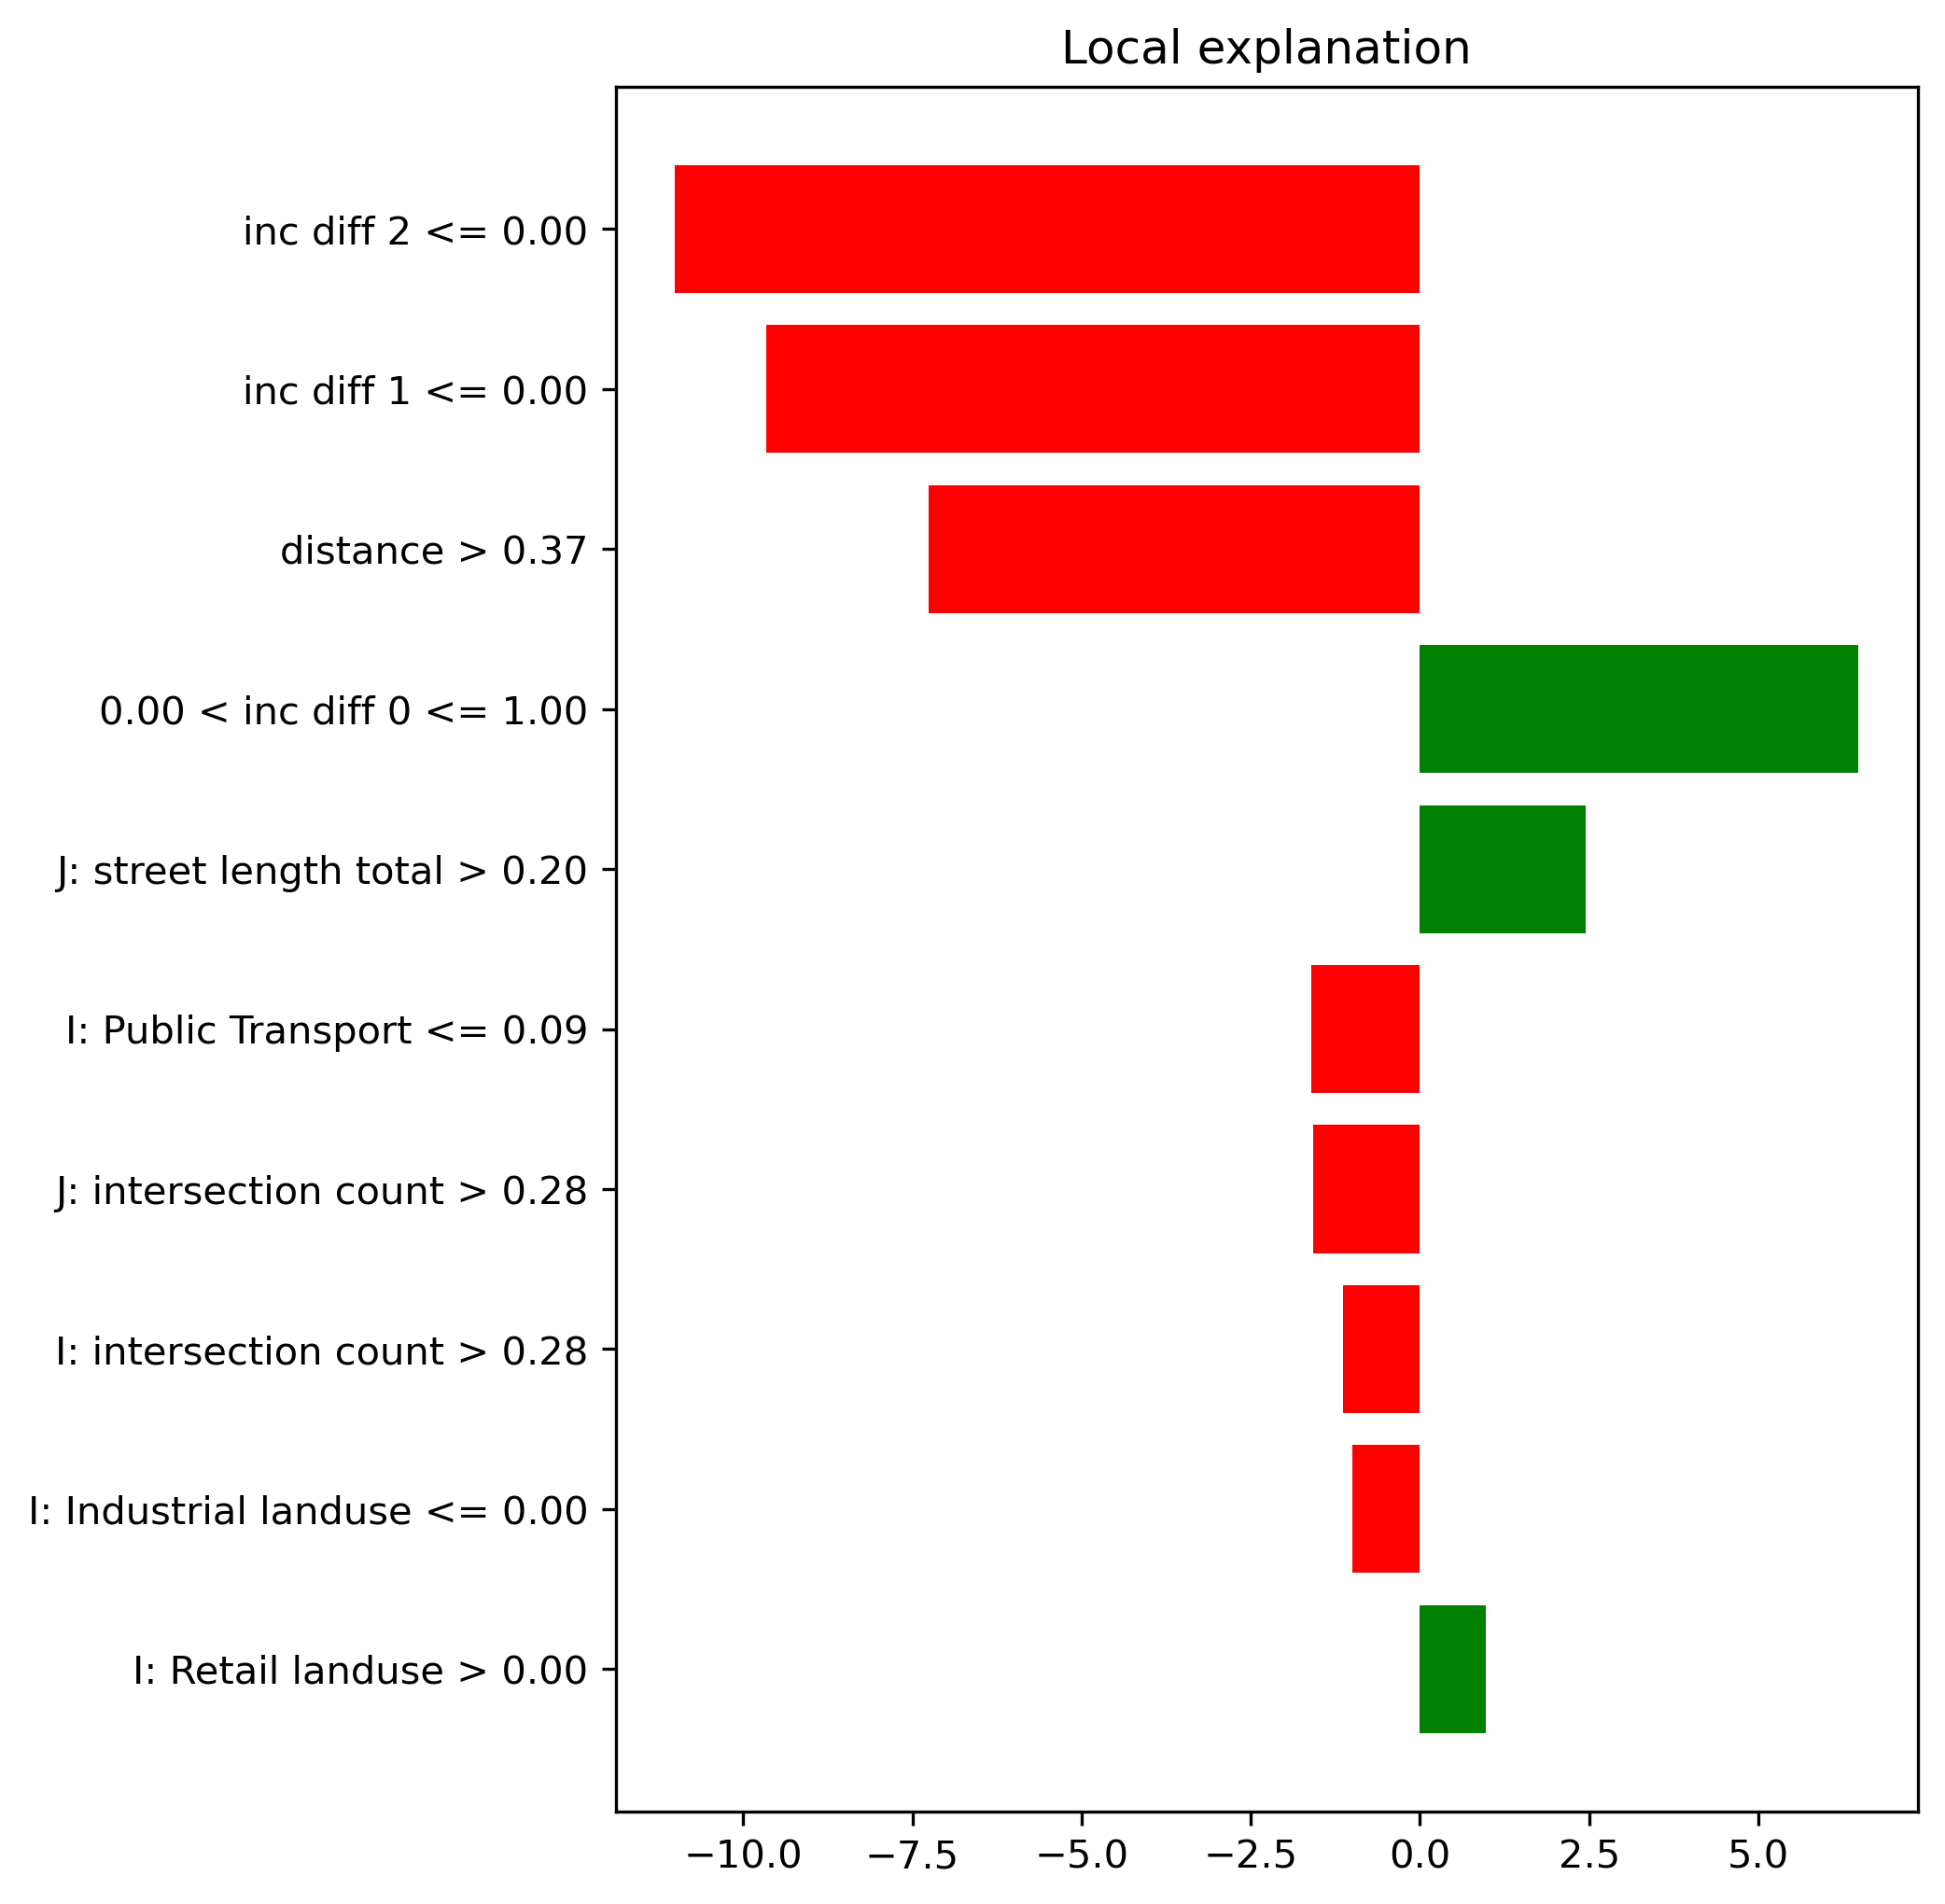 Local explanation
inc diff 2 <= 0.00
inc diff 1 <= 0.00
distance > 0.37
0.00 < inc diff 0 <= 1.00
J: street length total > 0.20
I: Public Transport <= 0.09
J: intersection count > 0.28
I: intersection count > 0.28
I: Industrial landuse <= 0.00
I: Retail landuse > 0.00
−10.0 −7.5 −5.0 −2.5 0.0 2.5 5.0